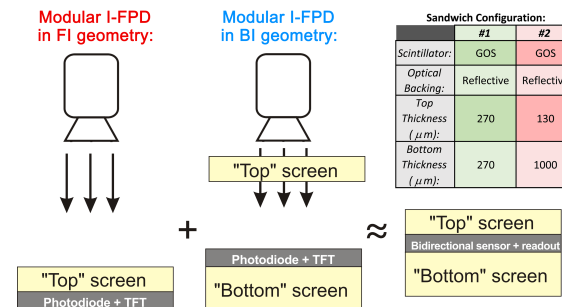 Modular I-FPD
in FI geometry:
Modular I-FPD
in BI geometry:
Sandwich Configuration:
#1 #2
Scintillator: GOS GOS
Optical
Backing: Reflective Reflective
Top
Thickness
(μm): 270 130
Bottom
Thickness
(μm): 270 1000
"Top" screen
+
≈
"Top" screen
Photodiode + TFT
Photodiode + TFT
"Bottom" screen
"Top" screen
Bidirectional sensor + readout
"Bottom" screen